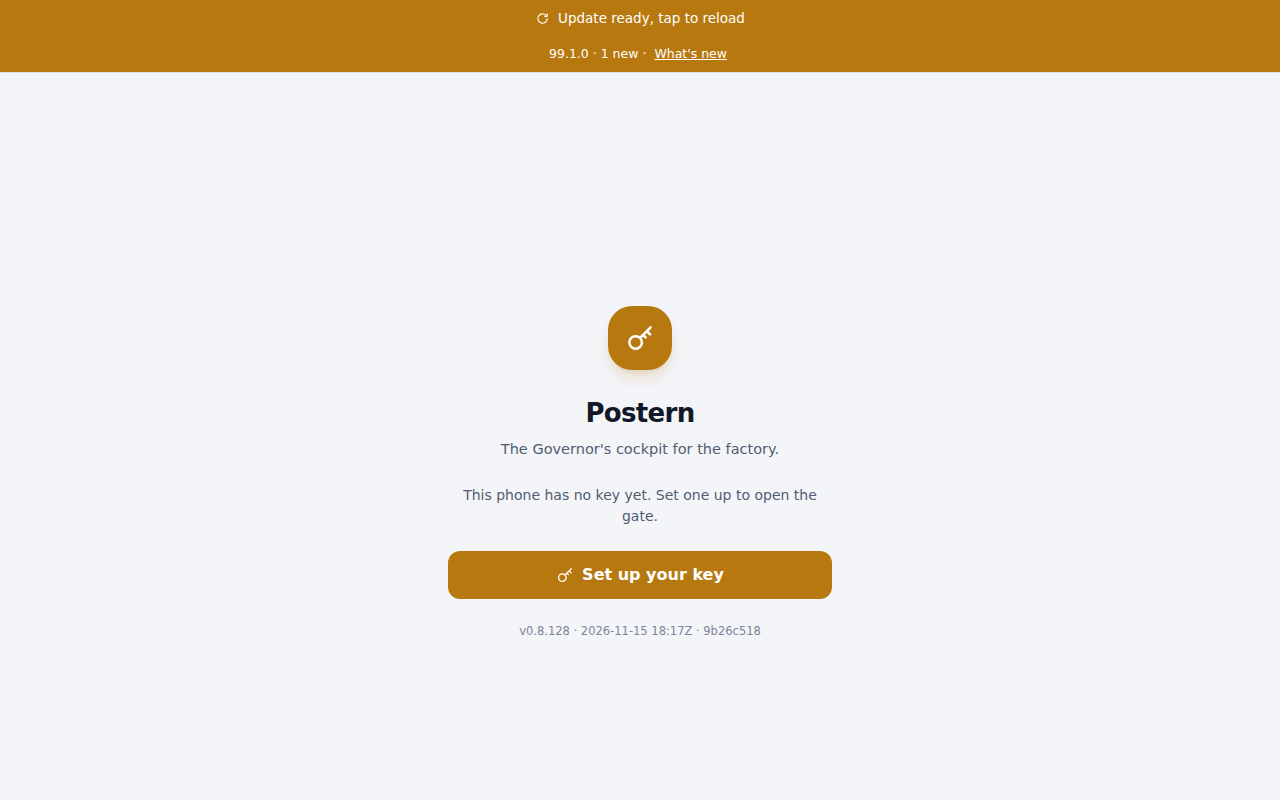 Update ready, tap to reload
99.1.0 · 1 new · What's new
Postern
The Governor's cockpit for the factory.
This phone has no key yet. Set one up to open the
gate.
Set up your key
v0.8.128 · 2026-11-15 18:17Z · 9b26c518